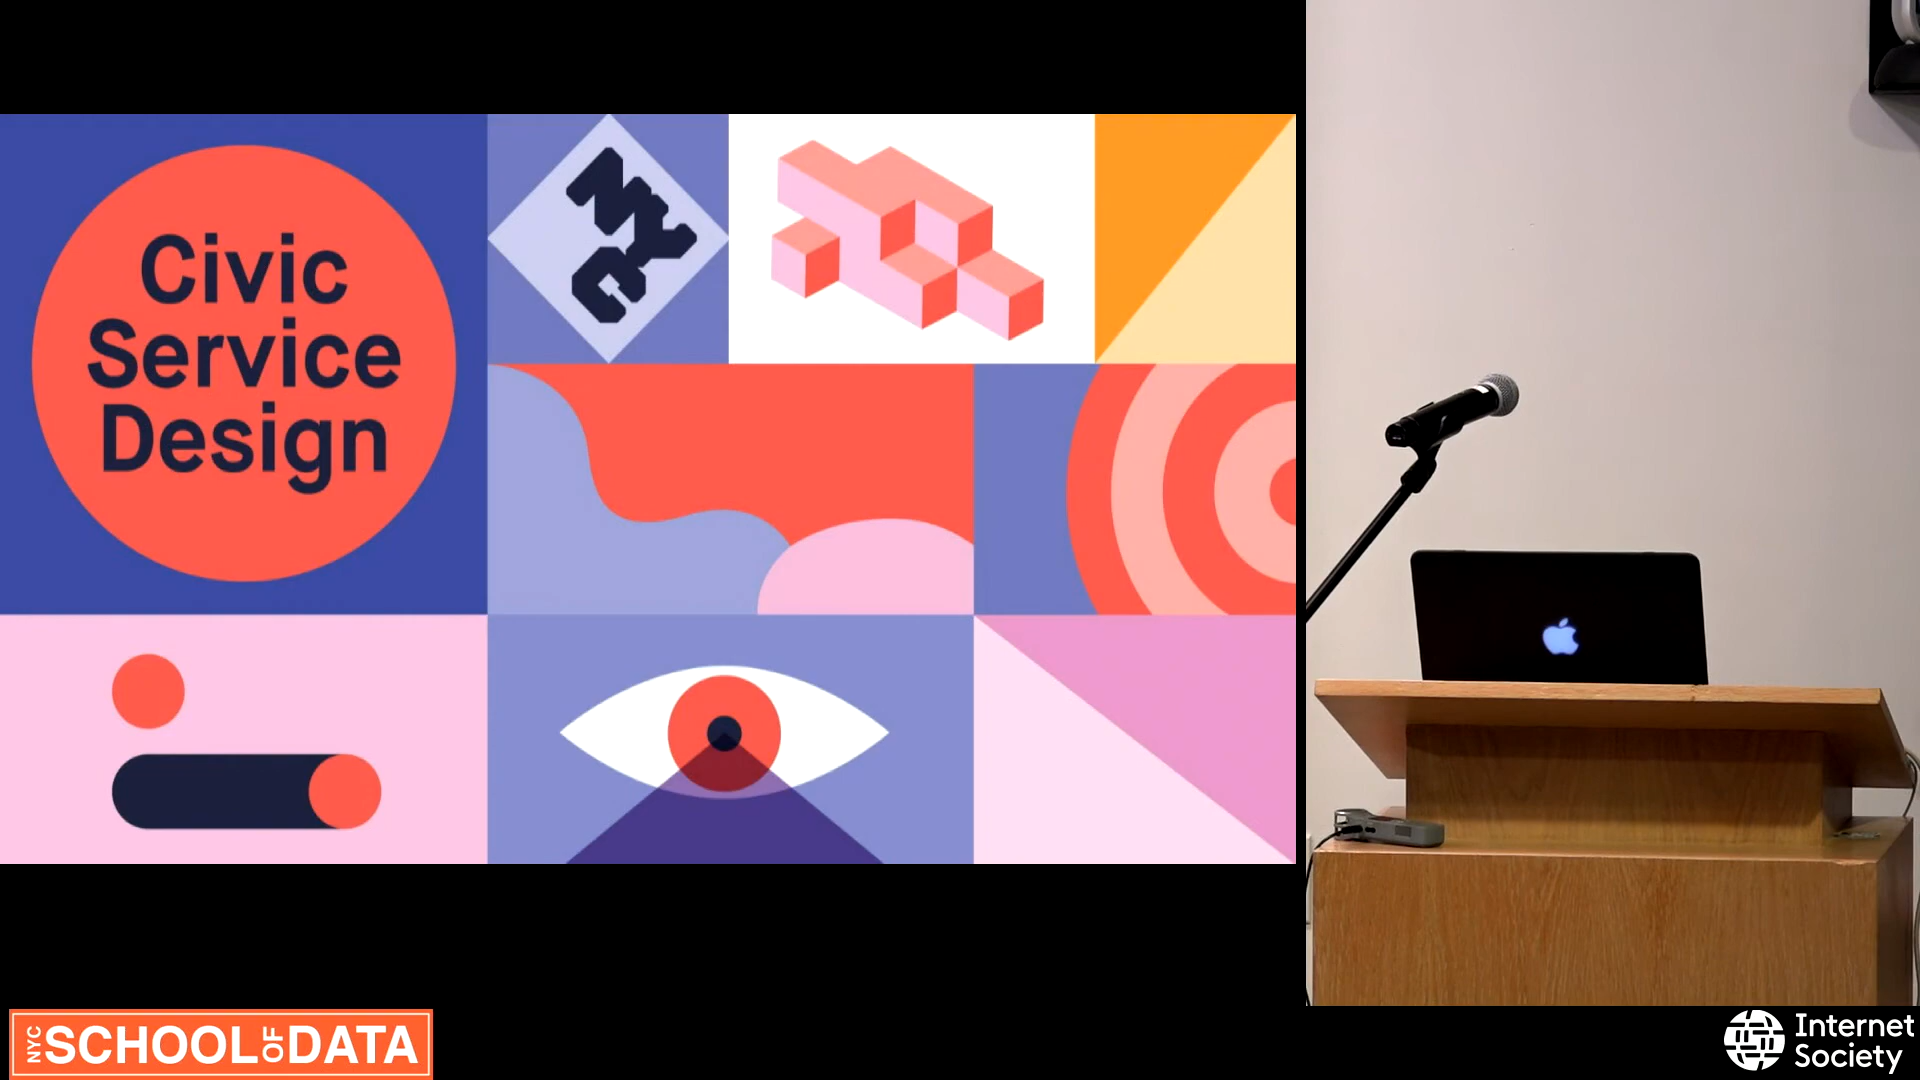 Civic
Service
Design
NYC
NYC SCHOOL OF DATA
Internet
Society